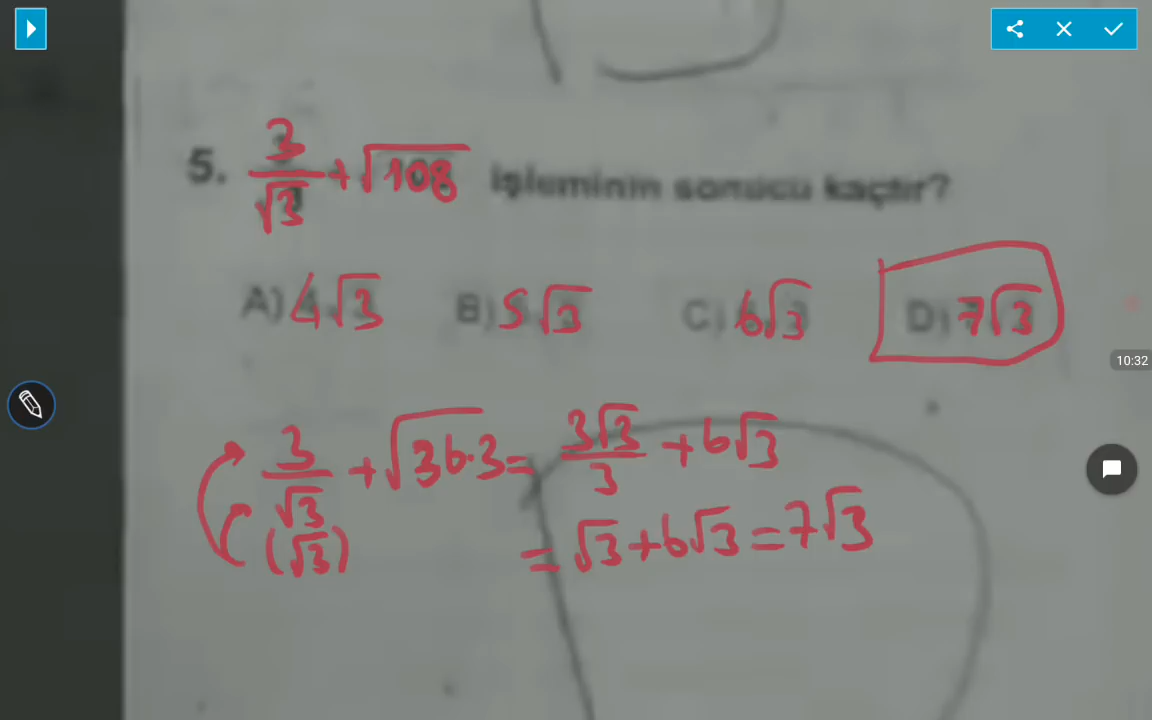 5. 3/√3 + √108 işleminin sonucu kaçtır?
A) 4√3 B) 5√3 C) 6√3 D) 7√3
10:32
3/√3 + √36·3 = 3√3/3 + 6√3
(√3)
= √3 + 6√3 = 7√3